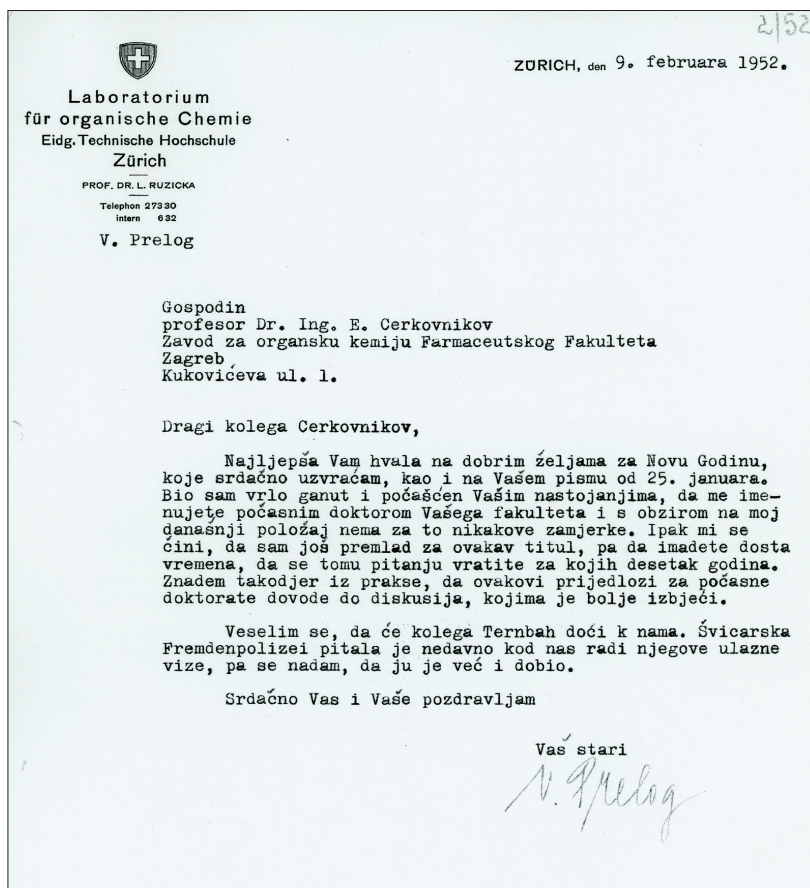 2/52
ZÜRICH, den 9. februara 1952.
Laboratorium
für organische Chemie
Eidg. Technische Hochschule
Zürich
PROF. DR. L. RUZICKA
Telephon 27330
intern 632
V. Prelog
Gospodin
profesor Dr. Ing. E. Cerkovnikov
Zavod za organsku kemiju Farmaceutskog Fakulteta
Zagreb
Kukovićeva ul. 1.
Dragi kolega Cerkovnikov,
Najljepša Vam hvala na dobrim željama za Novu Godinu,
koje srdačno uzvraćam, kao i na Vašem pismu od 25. januara.
Bio sam vrlo ganut i počašćen Vašim nastojanjima, da me ime-
nujete počasnim doktorom Vašega fakulteta i s obzirom na moj
današnji položaj nema za to nikakove zamjerke. Ipak mi se
čini, da sam još premlad za ovakav titul, pa da imadete dosta
vremena, da se tomu pitanju vratite za kojih desetak godina.
Znadem takodjer iz prakse, da ovakovi prijedlozi za počasne
doktorate dovode do diskusija, kojima je bolje izbjeći.
Veselim se, da će kolega Ternbah doći k nama. Švicarska
Fremdenpolizei pitala je nedavno kod nas radi njegove ulazne
vize, pa se nadam, da ju je već i dobio.
Srdačno Vas i Vaše pozdravljam
Vaš stari
V. Prelog